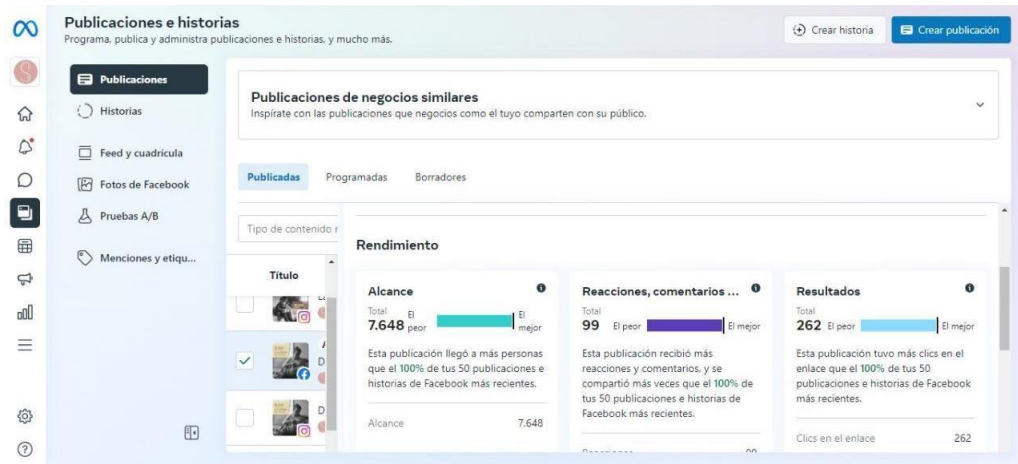 Publicaciones e historias
Programa, publica y administra publicaciones e historias, y mucho más.
Crear historia
Crear publicación
Publicaciones
Historias
Feed y cuadrícula
Fotos de Facebook
Pruebas A/B
Menciones y etiqu...
Publicaciones de negocios similares
Inspírate con las publicaciones que negocios como el tuyo comparten con su público.
Publicadas
Programadas
Borradores
Tipo de contenido
Título
Rendimiento
Alcance
Total
7.648
El peor
El mejor
Esta publicación llegó a más personas
que el 100% de tus 50 publicaciones e
historias de Facebook más recientes.
Alcance 7.648
Reacciones, comentarios ...
Total
99 El peor El mejor
Esta publicación recibió más
reacciones y comentarios, y se
compartió más veces que el 100% de
tus 50 publicaciones e historias de
Facebook más recientes.
Resultados
Total
262 El peor El mejor
Esta publicación tuvo más clics en el
enlace que el 100% de tus 50
publicaciones e historias de Facebook
más recientes.
Clics en el enlace 262